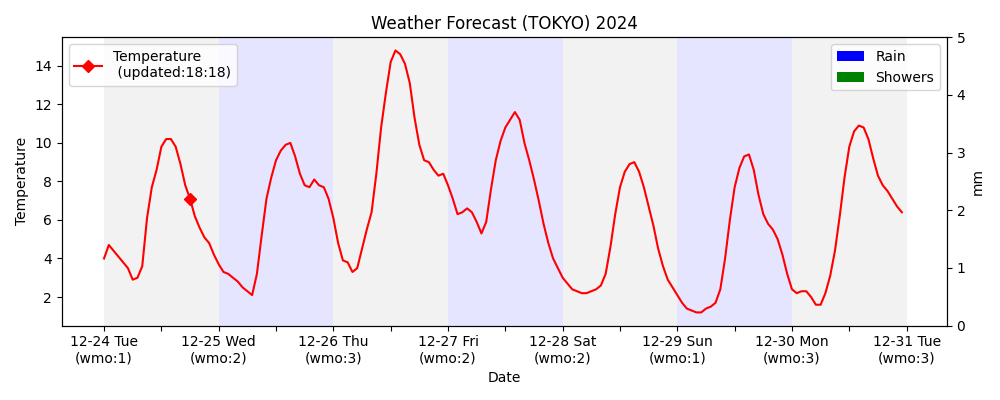 Weather Forecast (TOKYO) 2024
Temperature
(updated:18:18)
Rain
Showers
Temperature
14
12
10
8
6
4
2
5
4
3
2
1
0
mm
12-24 Tue
(wmo:1)
12-25 Wed
(wmo:2)
12-26 Thu
(wmo:3)
12-27 Fri
(wmo:2)
12-28 Sat
(wmo:2)
12-29 Sun
(wmo:1)
12-30 Mon
(wmo:3)
12-31 Tue
(wmo:3)
Date